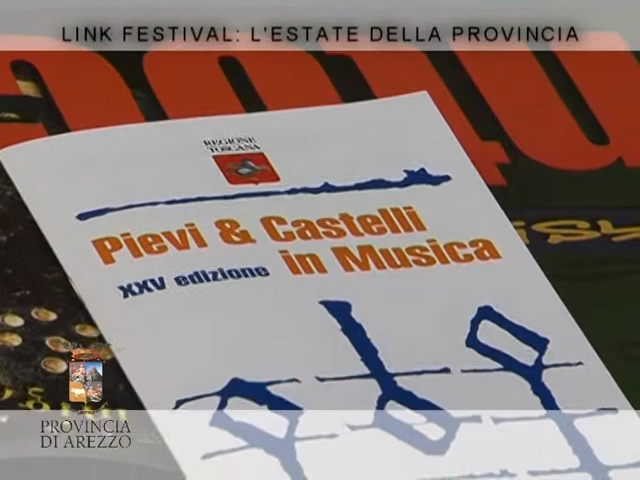 LINK FESTIVAL: L'ESTATE DELLA PROVINCIA
REGIONE
TOSCANA
Pievi & Castelli
XXV edizione in Musica
PROVINCIA
DI AREZZO